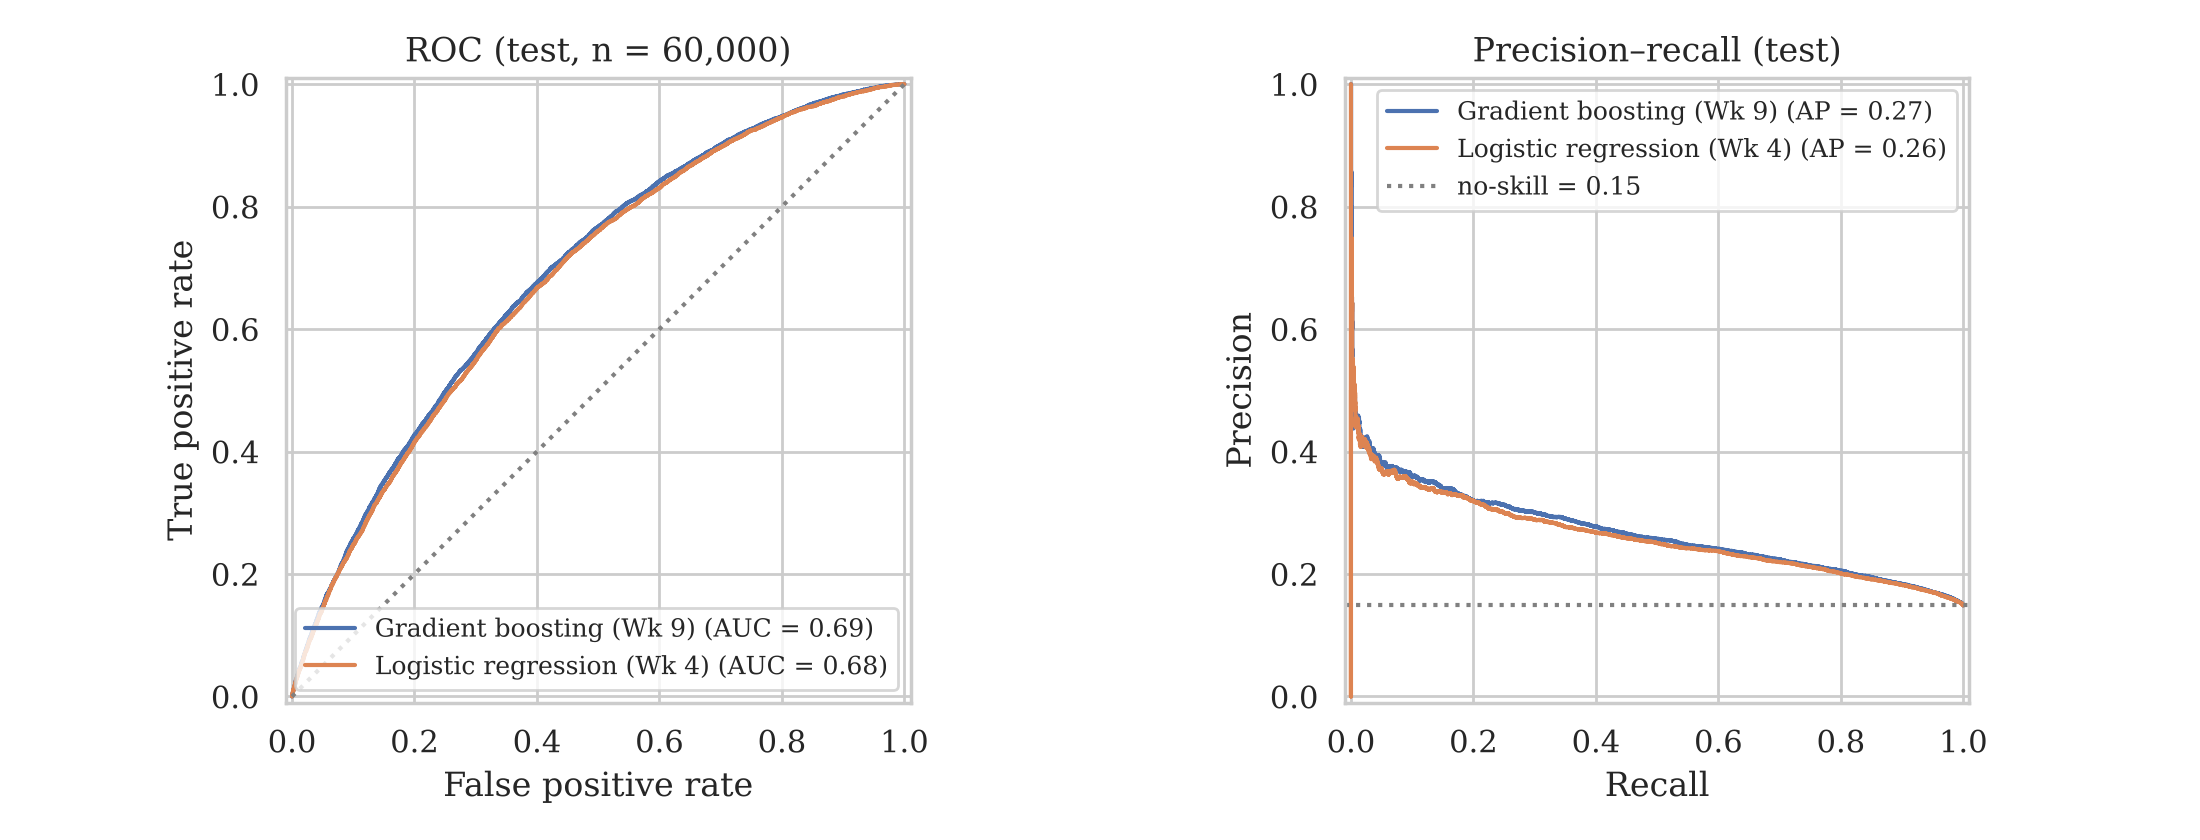 ROC (test, n = 60,000)
True positive rate
1.0
0.8
0.6
0.4
0.2
0.0
Gradient boosting (Wk 9) (AUC = 0.69)
Logistic regression (Wk 4) (AUC = 0.68)
0.0 0.2 0.4 0.6 0.8 1.0
False positive rate
Precision–recall (test)
Precision
1.0
0.8
0.6
0.4
0.2
0.0
Gradient boosting (Wk 9) (AP = 0.27)
Logistic regression (Wk 4) (AP = 0.26)
no-skill = 0.15
0.0 0.2 0.4 0.6 0.8 1.0
Recall